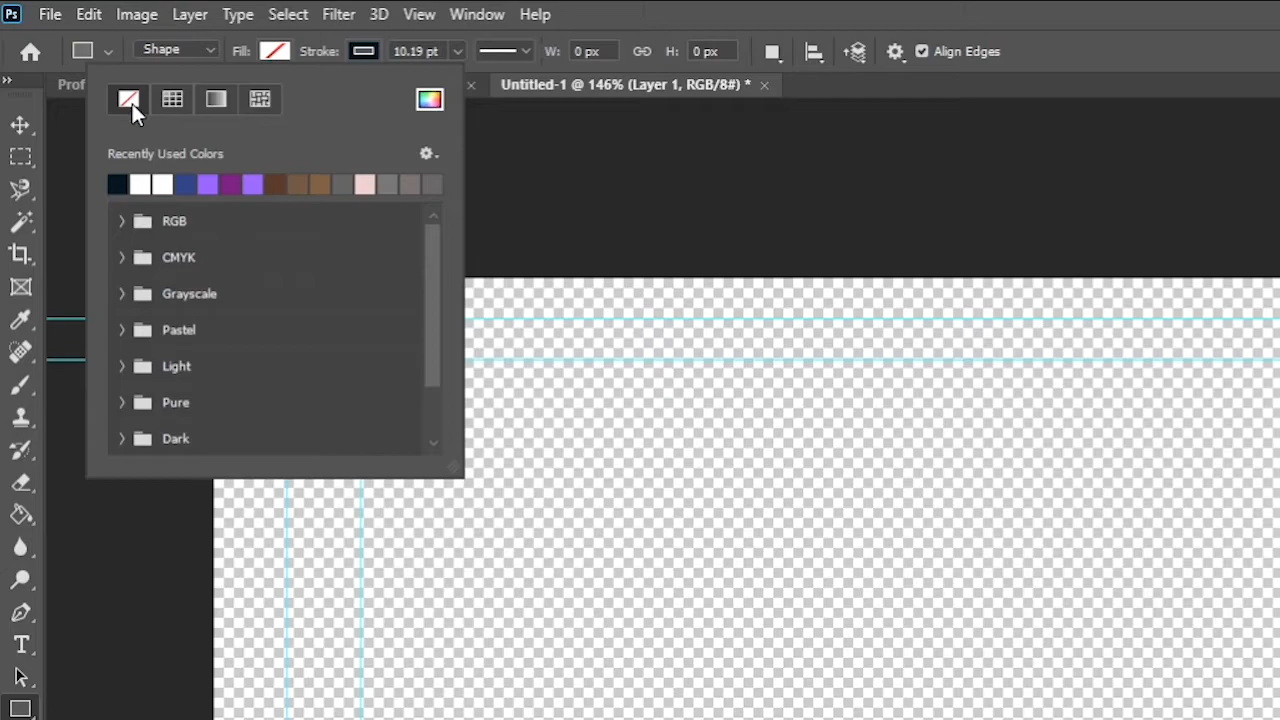 Ps File Edit Image Layer Type Select Filter 3D View Window Help
Shape Fill: Stroke: 10.19 pt W: 0 px H: 0 px Align Edges
Prof Untitled-1 @ 146% (Layer 1, RGB/8#) *
Recently Used Colors
RGB
CMYK
Grayscale
Pastel
Light
Pure
Dark
T